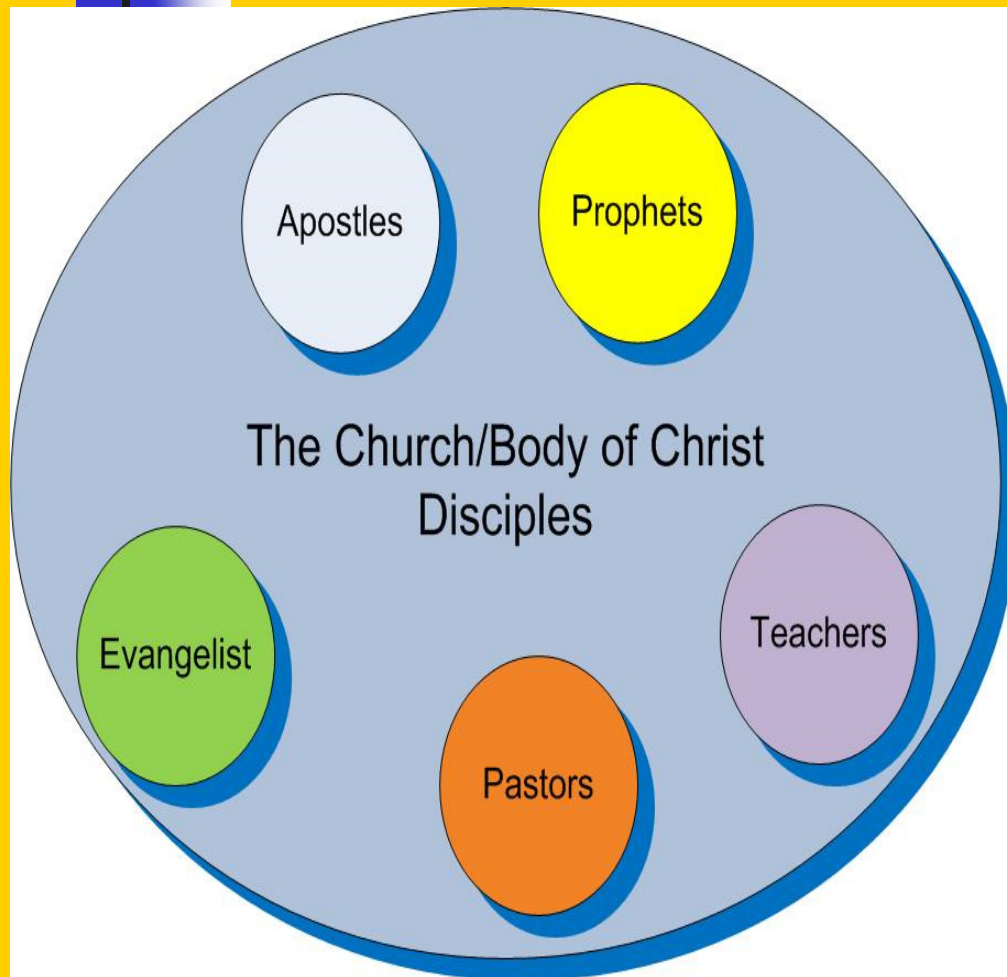 Apostles
Prophets
The Church/Body of Christ
Disciples
Evangelist
Teachers
Pastors